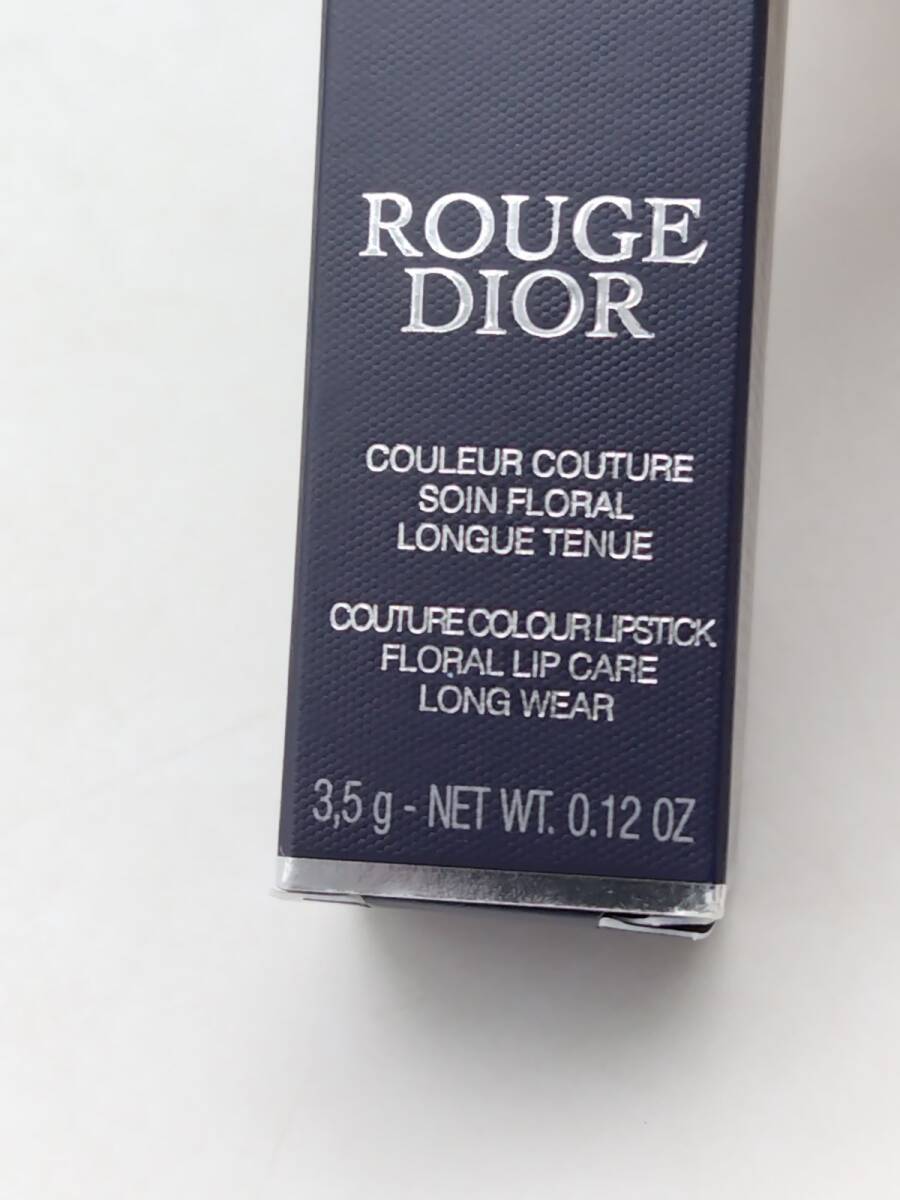 ROUGE
DIOR
COULEUR COUTURE
SOIN FLORAL
LONGUE TENUE
COUTURE COLOUR LIPSTICK
FLORAL LIP CARE
LONG WEAR
3,5 g - NET WT. 0.12 OZ